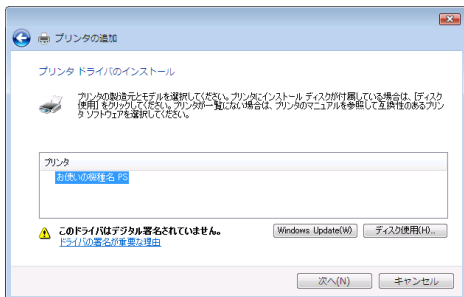 プリンタの追加
プリンタ ドライバのインストール
プリンタの製造元とモデルを選択してください。プリンタにインストール ディスクが付属している場合は、[ディスク
使用] をクリックしてください。プリンタが一覧にない場合は、プリンタのマニュアルを参照して互換性のあるプリン
タ ソフトウェアを選択してください。
プリンタ
お使いの機種名 PS
このドライバはデジタル署名されていません。
ドライバの署名が重要な理由
Windows Update(W)
ディスク使用(H)...
次へ(N)
キャンセル